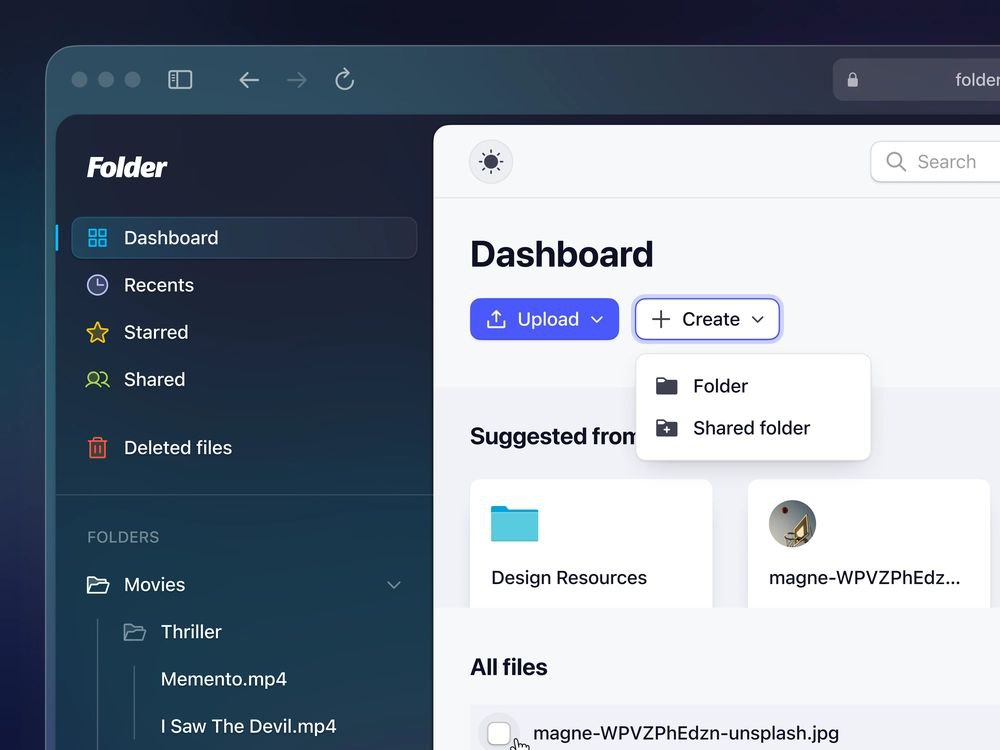 folder
Folder
Search
Dashboard
Recents
Starred
Shared
Deleted files
FOLDERS
Movies
Thriller
Memento.mp4
I Saw The Devil.mp4
Dashboard
Upload
Create
Folder
Shared folder
Suggested from
Design Resources
magne-WPVZPhEdz...
All files
magne-WPVZPhEdzn-unsplash.jpg